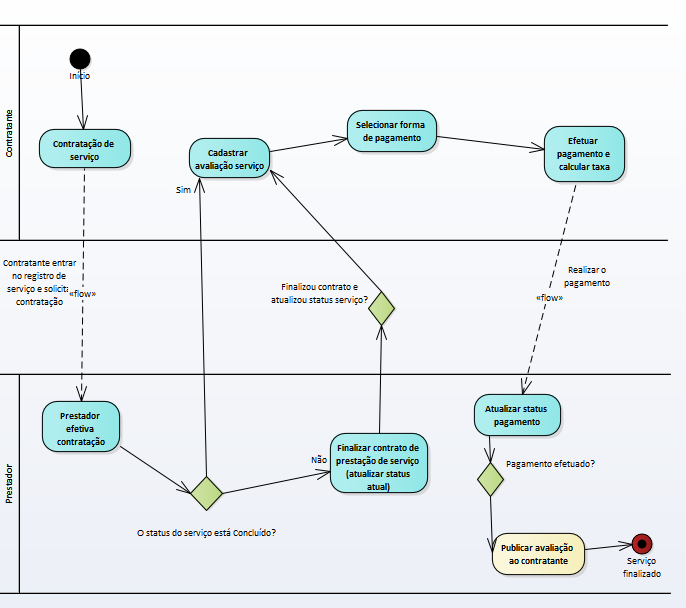 Contratante
Início
Contratação de
serviço
Cadastrar
avaliação serviço
Selecionar forma
de pagamento
Efetuar
pagamento e
calcular taxa
Sim
Contratante entrar
no registro de
serviço e solicita
contratação
«flow»
Finalizou contrato e
atualizou status serviço?
Realizar o
pagamento
«flow»
Prestador
Prestador
efetiva
contratação
O status do serviço está Concluído?
Não
Finalizar contrato de
prestação de serviço
(atualizar status
atual)
Atualizar status
pagamento
Pagamento efetuado?
Publicar avaliação
ao contratante
Serviço
finalizado